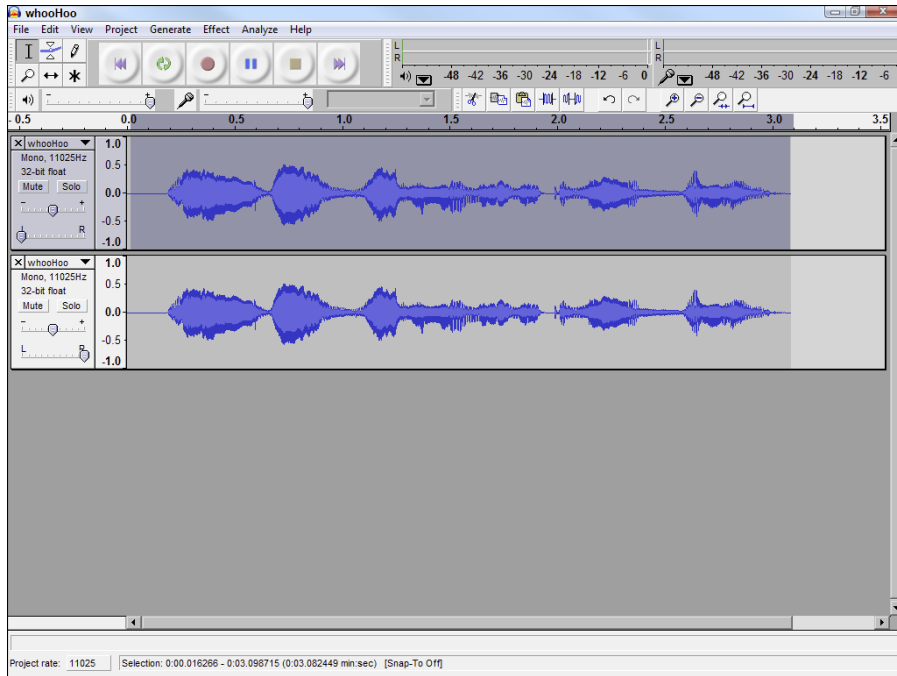 whooHoo
File Edit View Project Generate Effect Analyze Help
L
R
-48 -42 -36 -30 -24 -18 -12 -6 0
L
R
-48 -42 -36 -30 -24 -18 -12 -6
- 0.5 0.0 0.5 1.0 1.5 2.0 2.5 3.0 3.5
whooHoo
Mono, 11025Hz
32-bit float
Mute Solo
- +
L R
1.0
0.5
0.0
-0.5
-1.0
whooHoo
Mono, 11025Hz
32-bit float
Mute Solo
- +
L R
1.0
0.5
0.0
-0.5
-1.0
Project rate: 11025 Selection: 0:00.016266 - 0:03.098715 (0:03.082449 min:sec) [Snap-To Off]